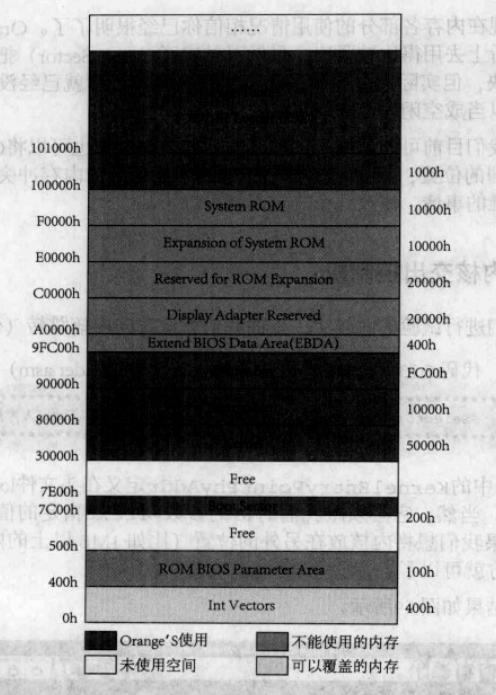 ......
101000h
100000h
1000h
System ROM
F0000h
10000h
Expansion of System ROM
E0000h
10000h
Reserved for ROM Expansion
C0000h
20000h
Display Adapter Reserved
A0000h
20000h
Extend BIOS Data Area(EBDA)
9FC00h
400h
90000h
FC00h
80000h
10000h
30000h
50000h
Free
7E00h
Boot Sector
7C00h
200h
Free
500h
ROM BIOS Parameter Area
400h
100h
Int Vectors
0h
400h
Orange'S使用
不能使用的内存
未使用空间
可以覆盖的内存